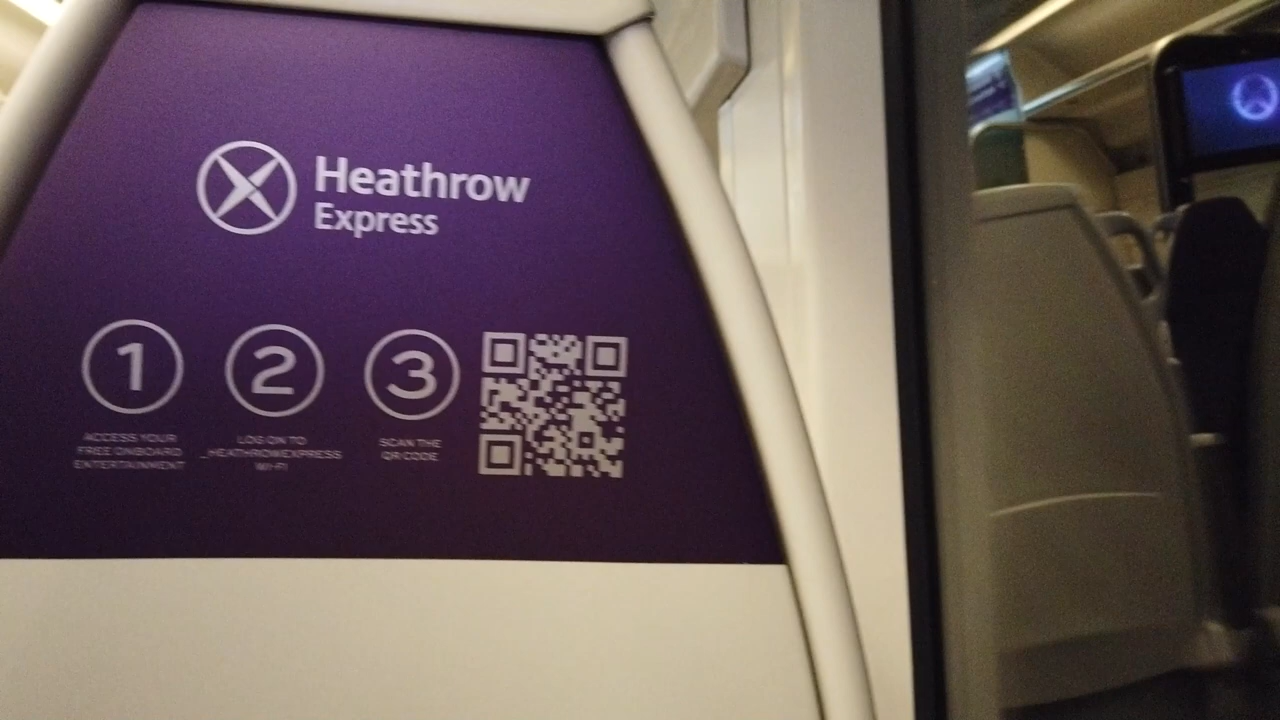 Heathrow
Express
1
ACCESS YOUR
FREE ONBOARD
ENTERTAINMENT
2
LOG ON TO
_HEATHROWEXPRESS
WI-FI
3
SCAN THE
QR CODE